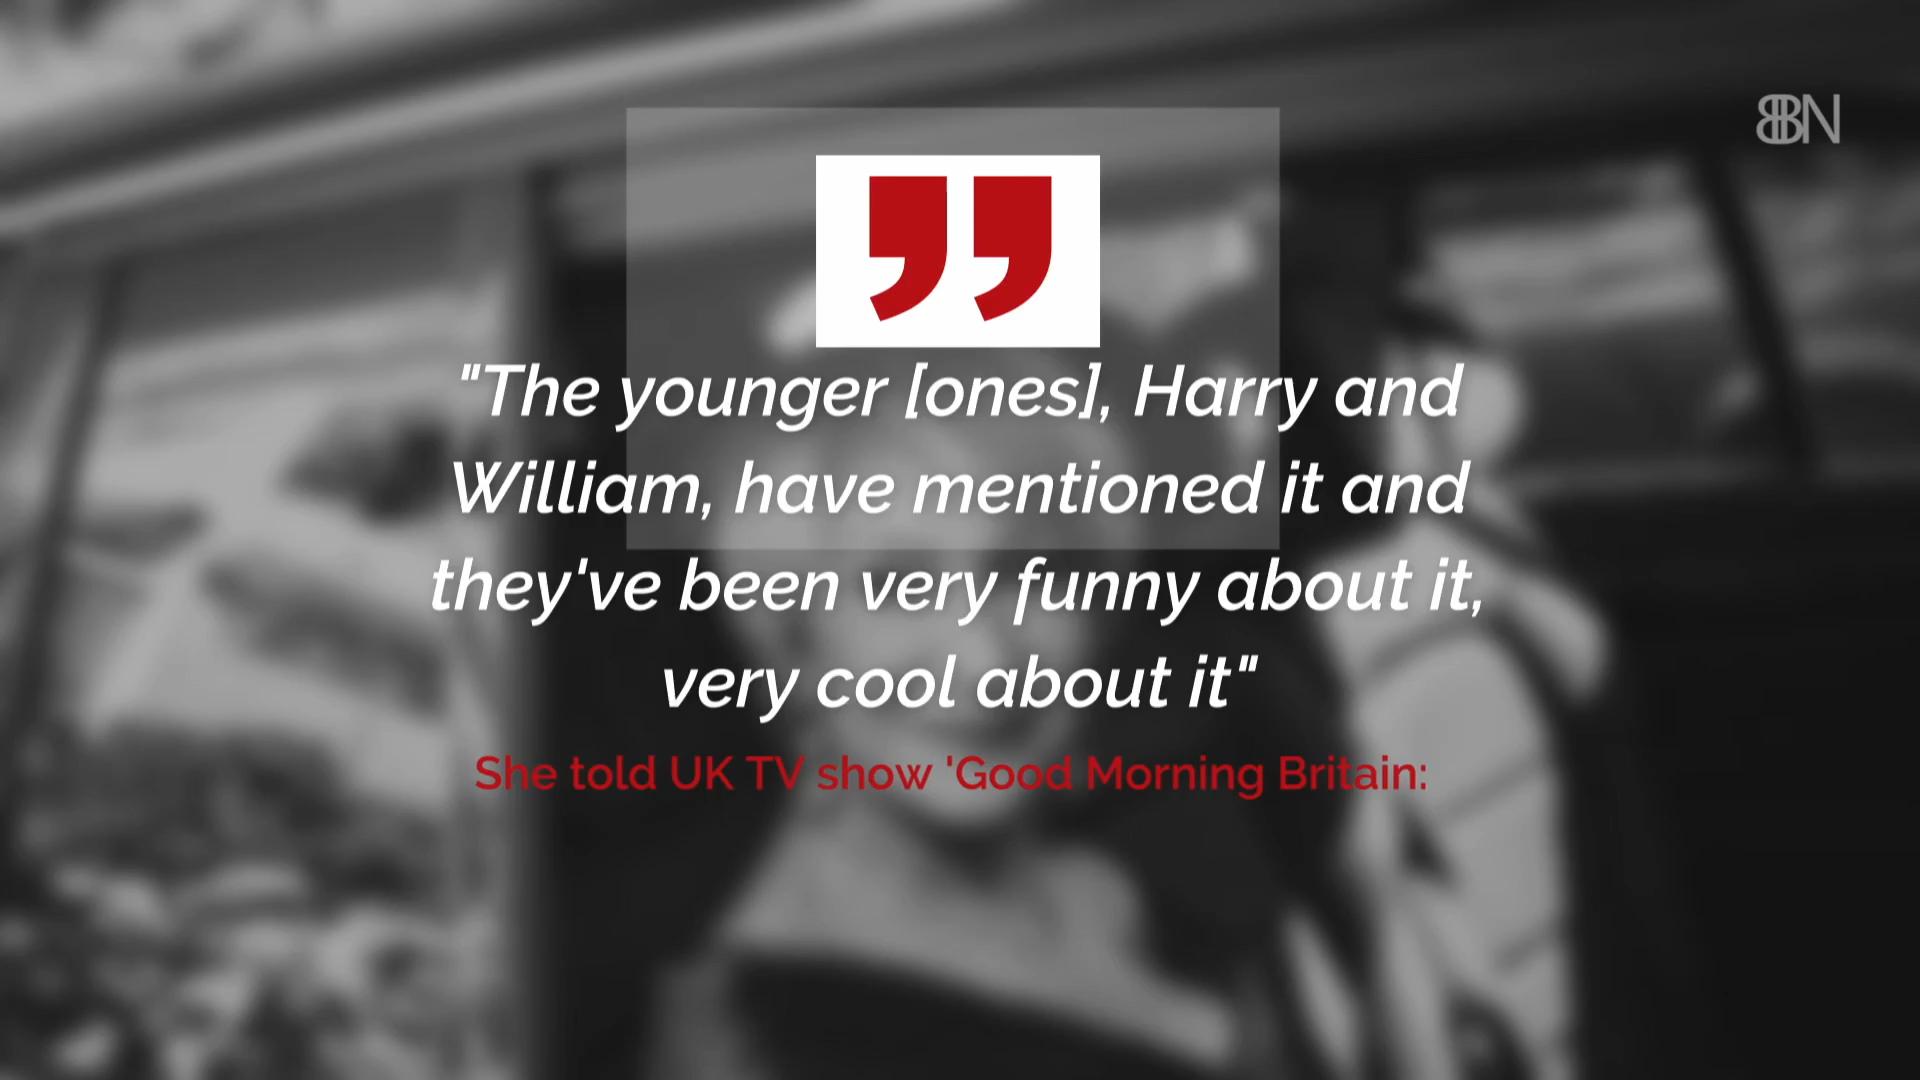 BBN
"The younger [ones], Harry and
William, have mentioned it and
they've been very funny about it,
very cool about it"
She told UK TV show 'Good Morning Britain: